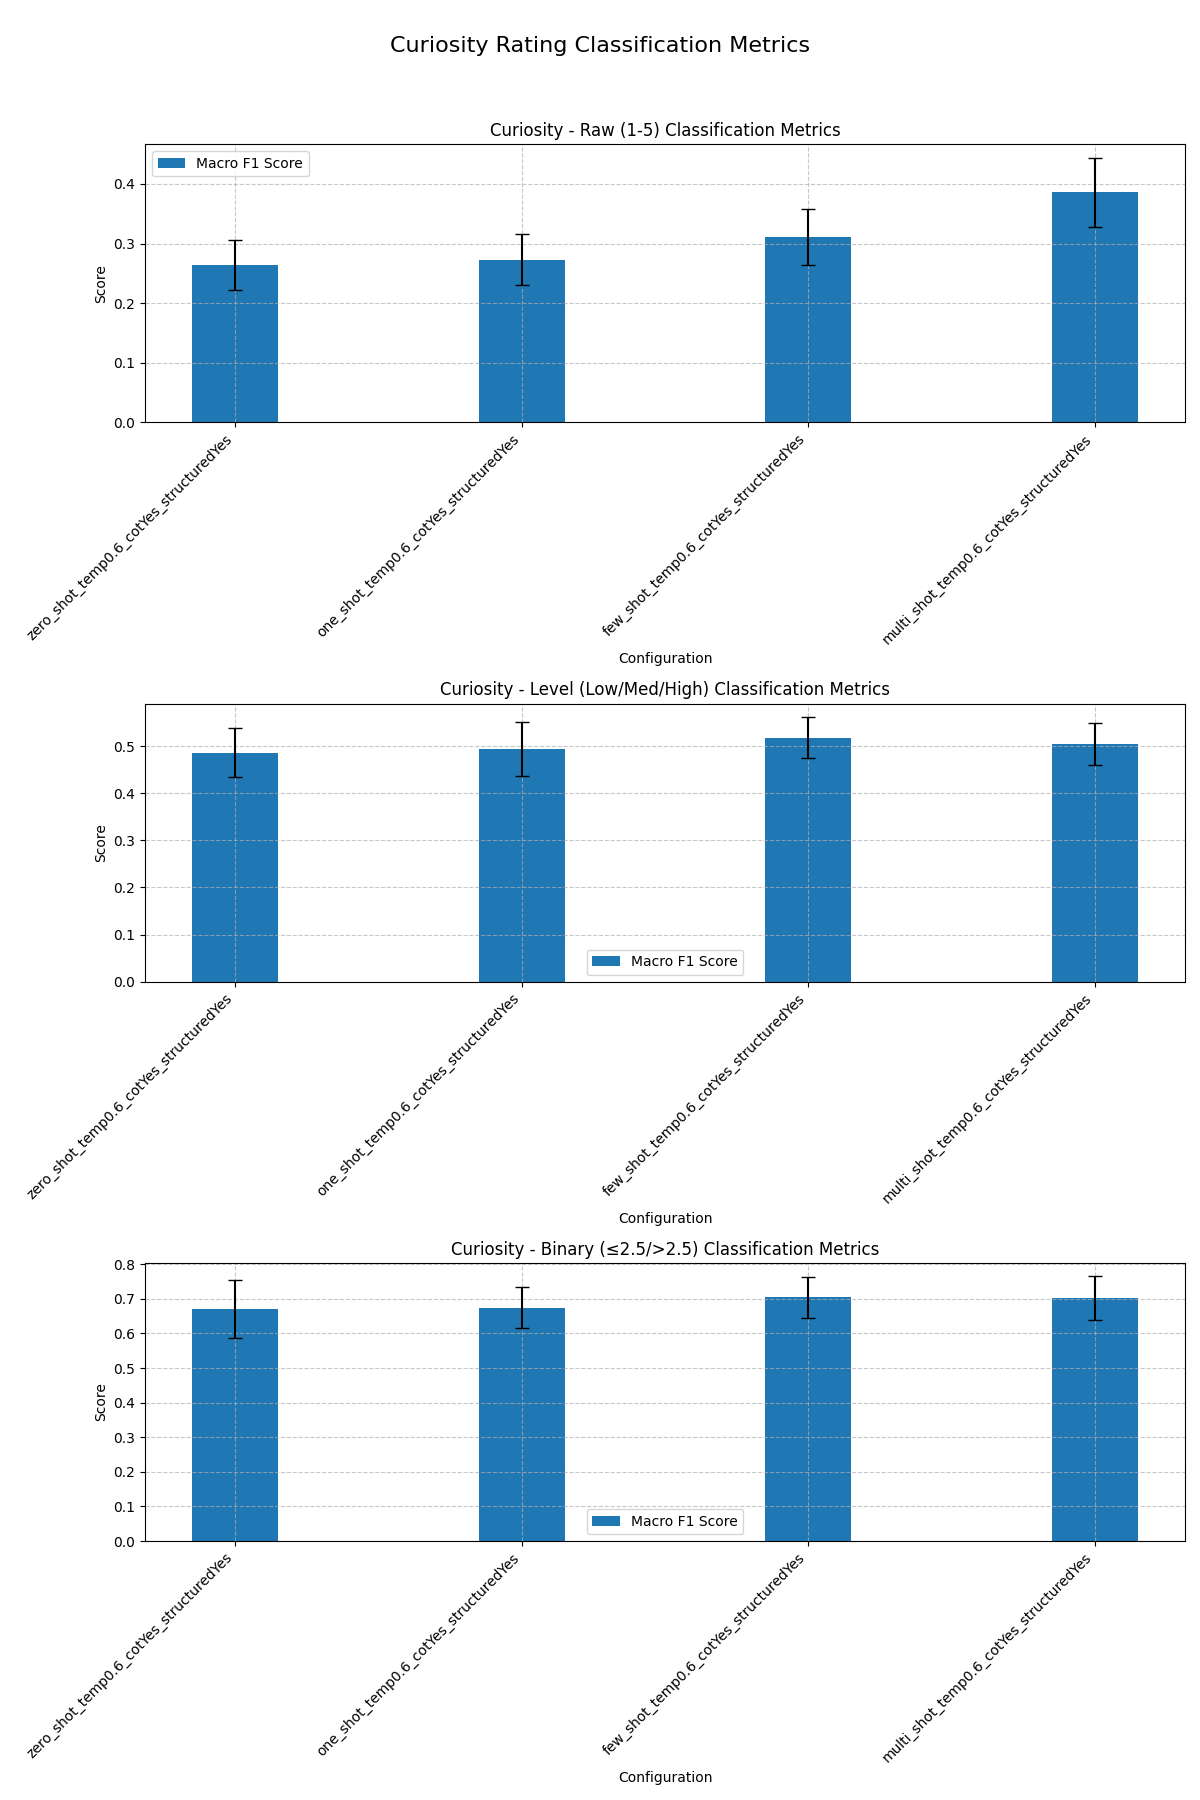 Curiosity Rating Classification Metrics
Curiosity - Raw (1-5) Classification Metrics
Macro F1 Score
Score
0.4
0.3
0.2
0.1
0.0
zero_shot_temp0.6_cotYes_structuredYes
one_shot_temp0.6_cotYes_structuredYes
few_shot_temp0.6_cotYes_structuredYes
multi_shot_temp0.6_cotYes_structuredYes
Configuration
Curiosity - Level (Low/Med/High) Classification Metrics
Score
0.5
0.4
0.3
0.2
0.1
0.0
Macro F1 Score
zero_shot_temp0.6_cotYes_structuredYes
one_shot_temp0.6_cotYes_structuredYes
few_shot_temp0.6_cotYes_structuredYes
multi_shot_temp0.6_cotYes_structuredYes
Configuration
Curiosity - Binary (≤2.5/>2.5) Classification Metrics
Score
0.8
0.7
0.6
0.5
0.4
0.3
0.2
0.1
0.0
Macro F1 Score
zero_shot_temp0.6_cotYes_structuredYes
one_shot_temp0.6_cotYes_structuredYes
few_shot_temp0.6_cotYes_structuredYes
multi_shot_temp0.6_cotYes_structuredYes
Configuration